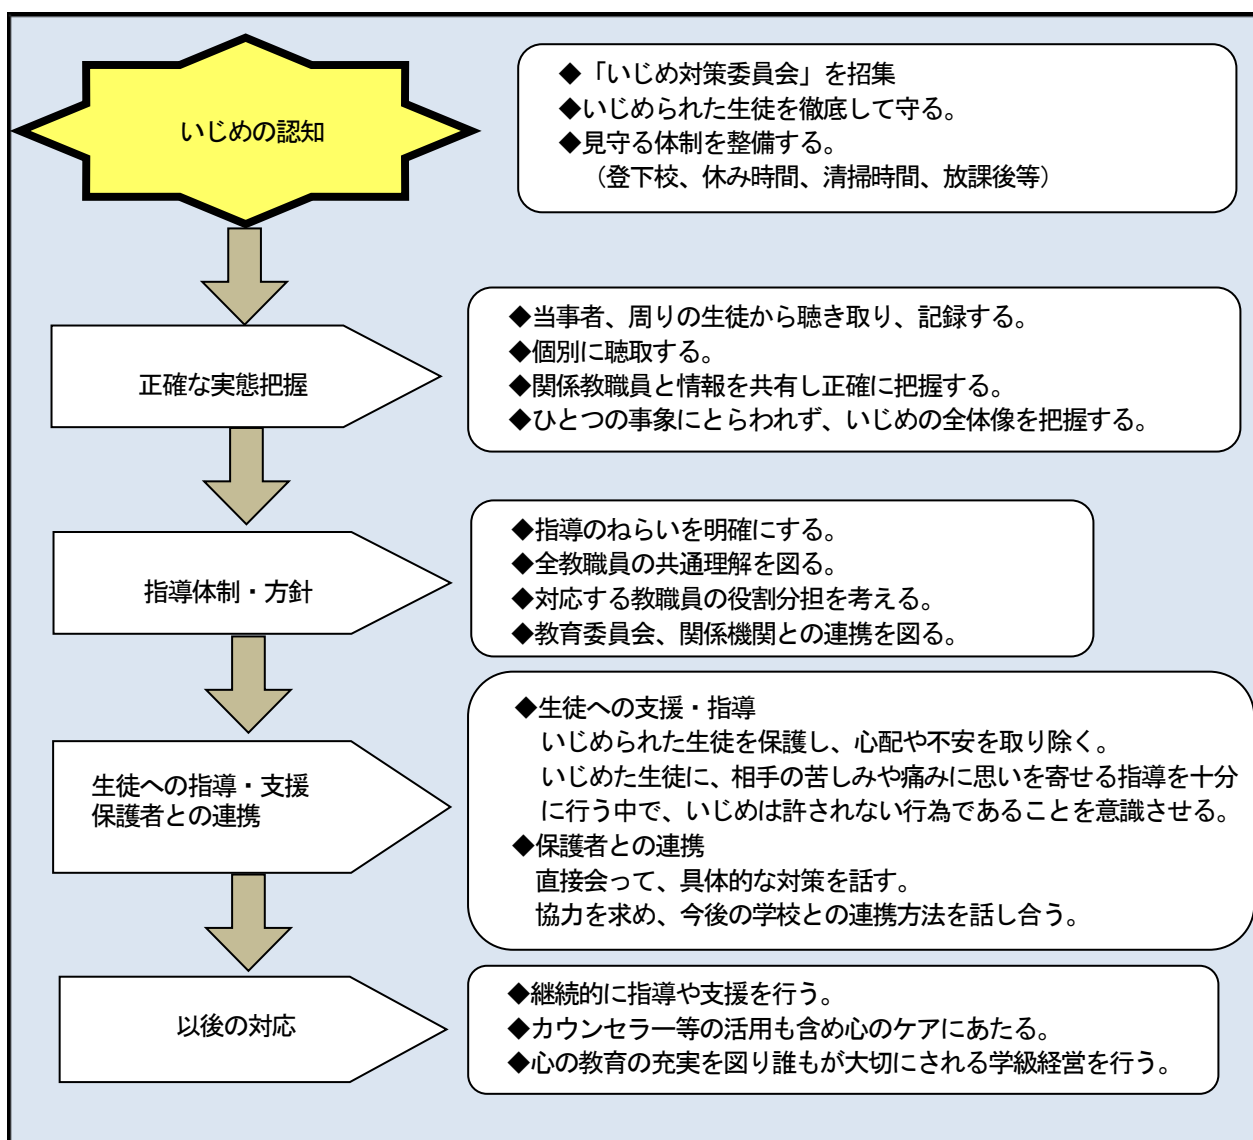 いじめの認知
◆「いじめ対策委員会」を招集
◆いじめられた生徒を徹底して守る。
◆見守る体制を整備する。
（登下校、休み時間、清掃時間、放課後等）
正確な実態把握
◆当事者、周りの生徒から聴き取り、記録する。
◆個別に聴取する。
◆関係教職員と情報を共有し正確に把握する。
◆ひとつの事象にとらわれず、いじめの全体像を把握する。
指導体制・方針
◆指導のねらいを明確にする。
◆全教職員の共通理解を図る。
◆対応する教職員の役割分担を考える。
◆教育委員会、関係機関との連携を図る。
生徒への指導・支援
保護者との連携
◆生徒への支援・指導
いじめられた生徒を保護し、心配や不安を取り除く。
いじめた生徒に、相手の苦しみや痛みに思いを寄せる指導を十分
に行う中で、いじめは許されない行為であることを意識させる。
◆保護者との連携
直接会って、具体的な対策を話す。
協力を求め、今後の学校との連携方法を話し合う。
以後の対応
◆継続的に指導や支援を行う。
◆カウンセラー等の活用も含め心のケアにあたる。
◆心の教育の充実を図り誰もが大切にされる学級経営を行う。